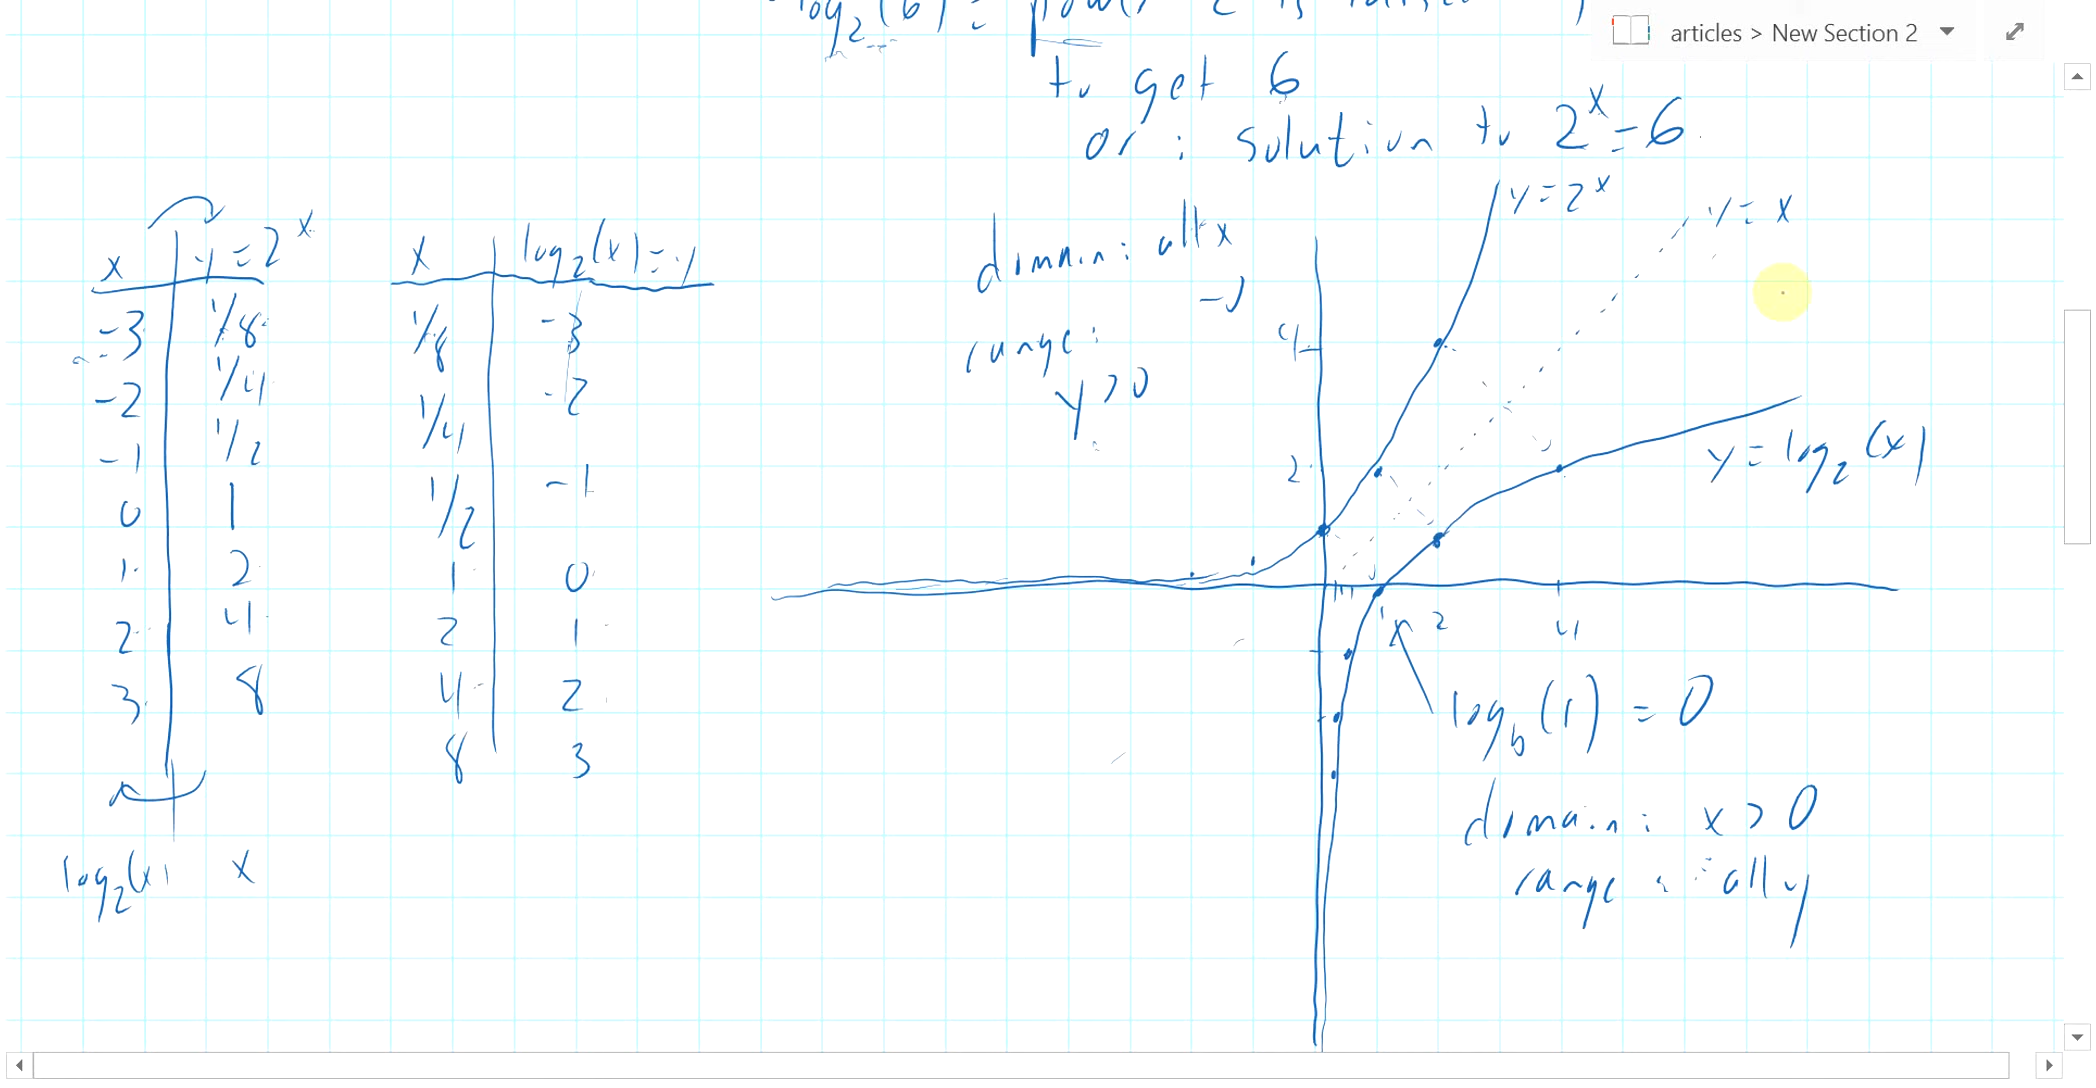 articles > New Section 2
to get 6
or : solution to 2^x = 6
x | y = 2^x
-3 | 1/8
-2 | 1/4
-1 | 1/2
0 | 1
1 | 2
2 | 4
3 | 8
log₂(x) x
x | log₂(x) = y
1/8 | -3
1/4 | -2
1/2 | -1
1 | 0
2 | 1
4 | 2
8 | 3
domain: all x
range:
y > 0
y = 2^x
y = x
4
2
y = log₂(x)
1 2 4
log_b(1) = 0
domain: x > 0
range: all y